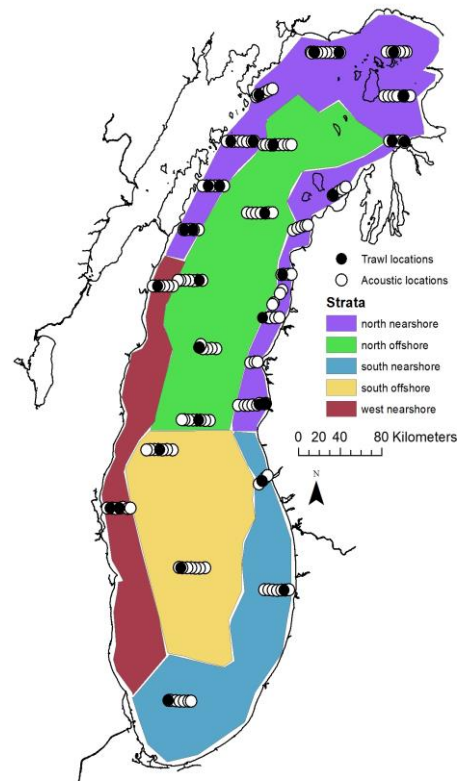 Trawl locations
Acoustic locations
Strata
north nearshore
north offshore
south nearshore
south offshore
west nearshore
0 20 40 80 Kilometers
N